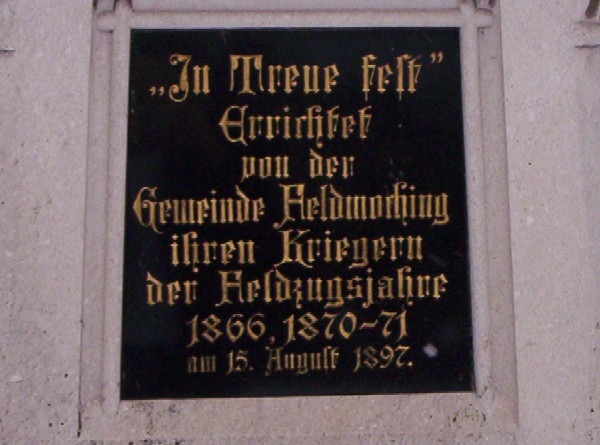 „In Treue fest”
Errichtet
von der
Gemeinde Feldmoching
ihren Kriegern
der Feldzugsjahre
1866, 1870-71
am 15. August 1897.